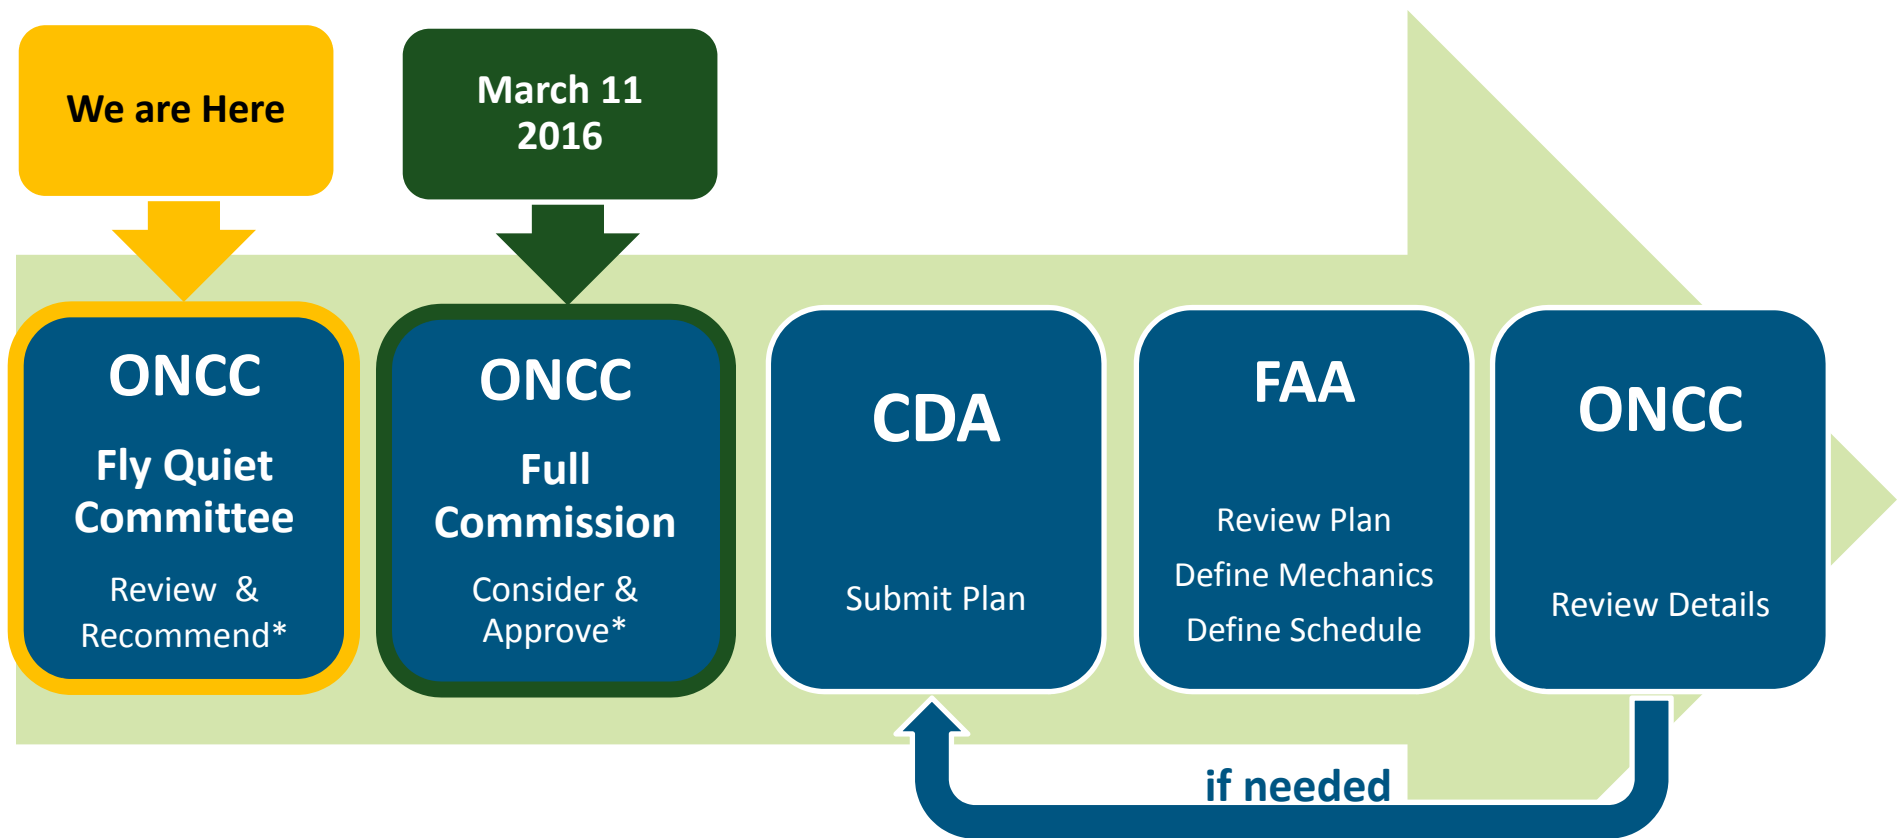 We are Here
March 11
2016
ONCC
Fly Quiet
Committee
Review & 
Recommend*
ONCC
Full
Commission
Consider &
Approve*
CDA
Submit Plan
FAA
Review Plan
Define Mechanics
Define Schedule
ONCC
Review Details
if needed